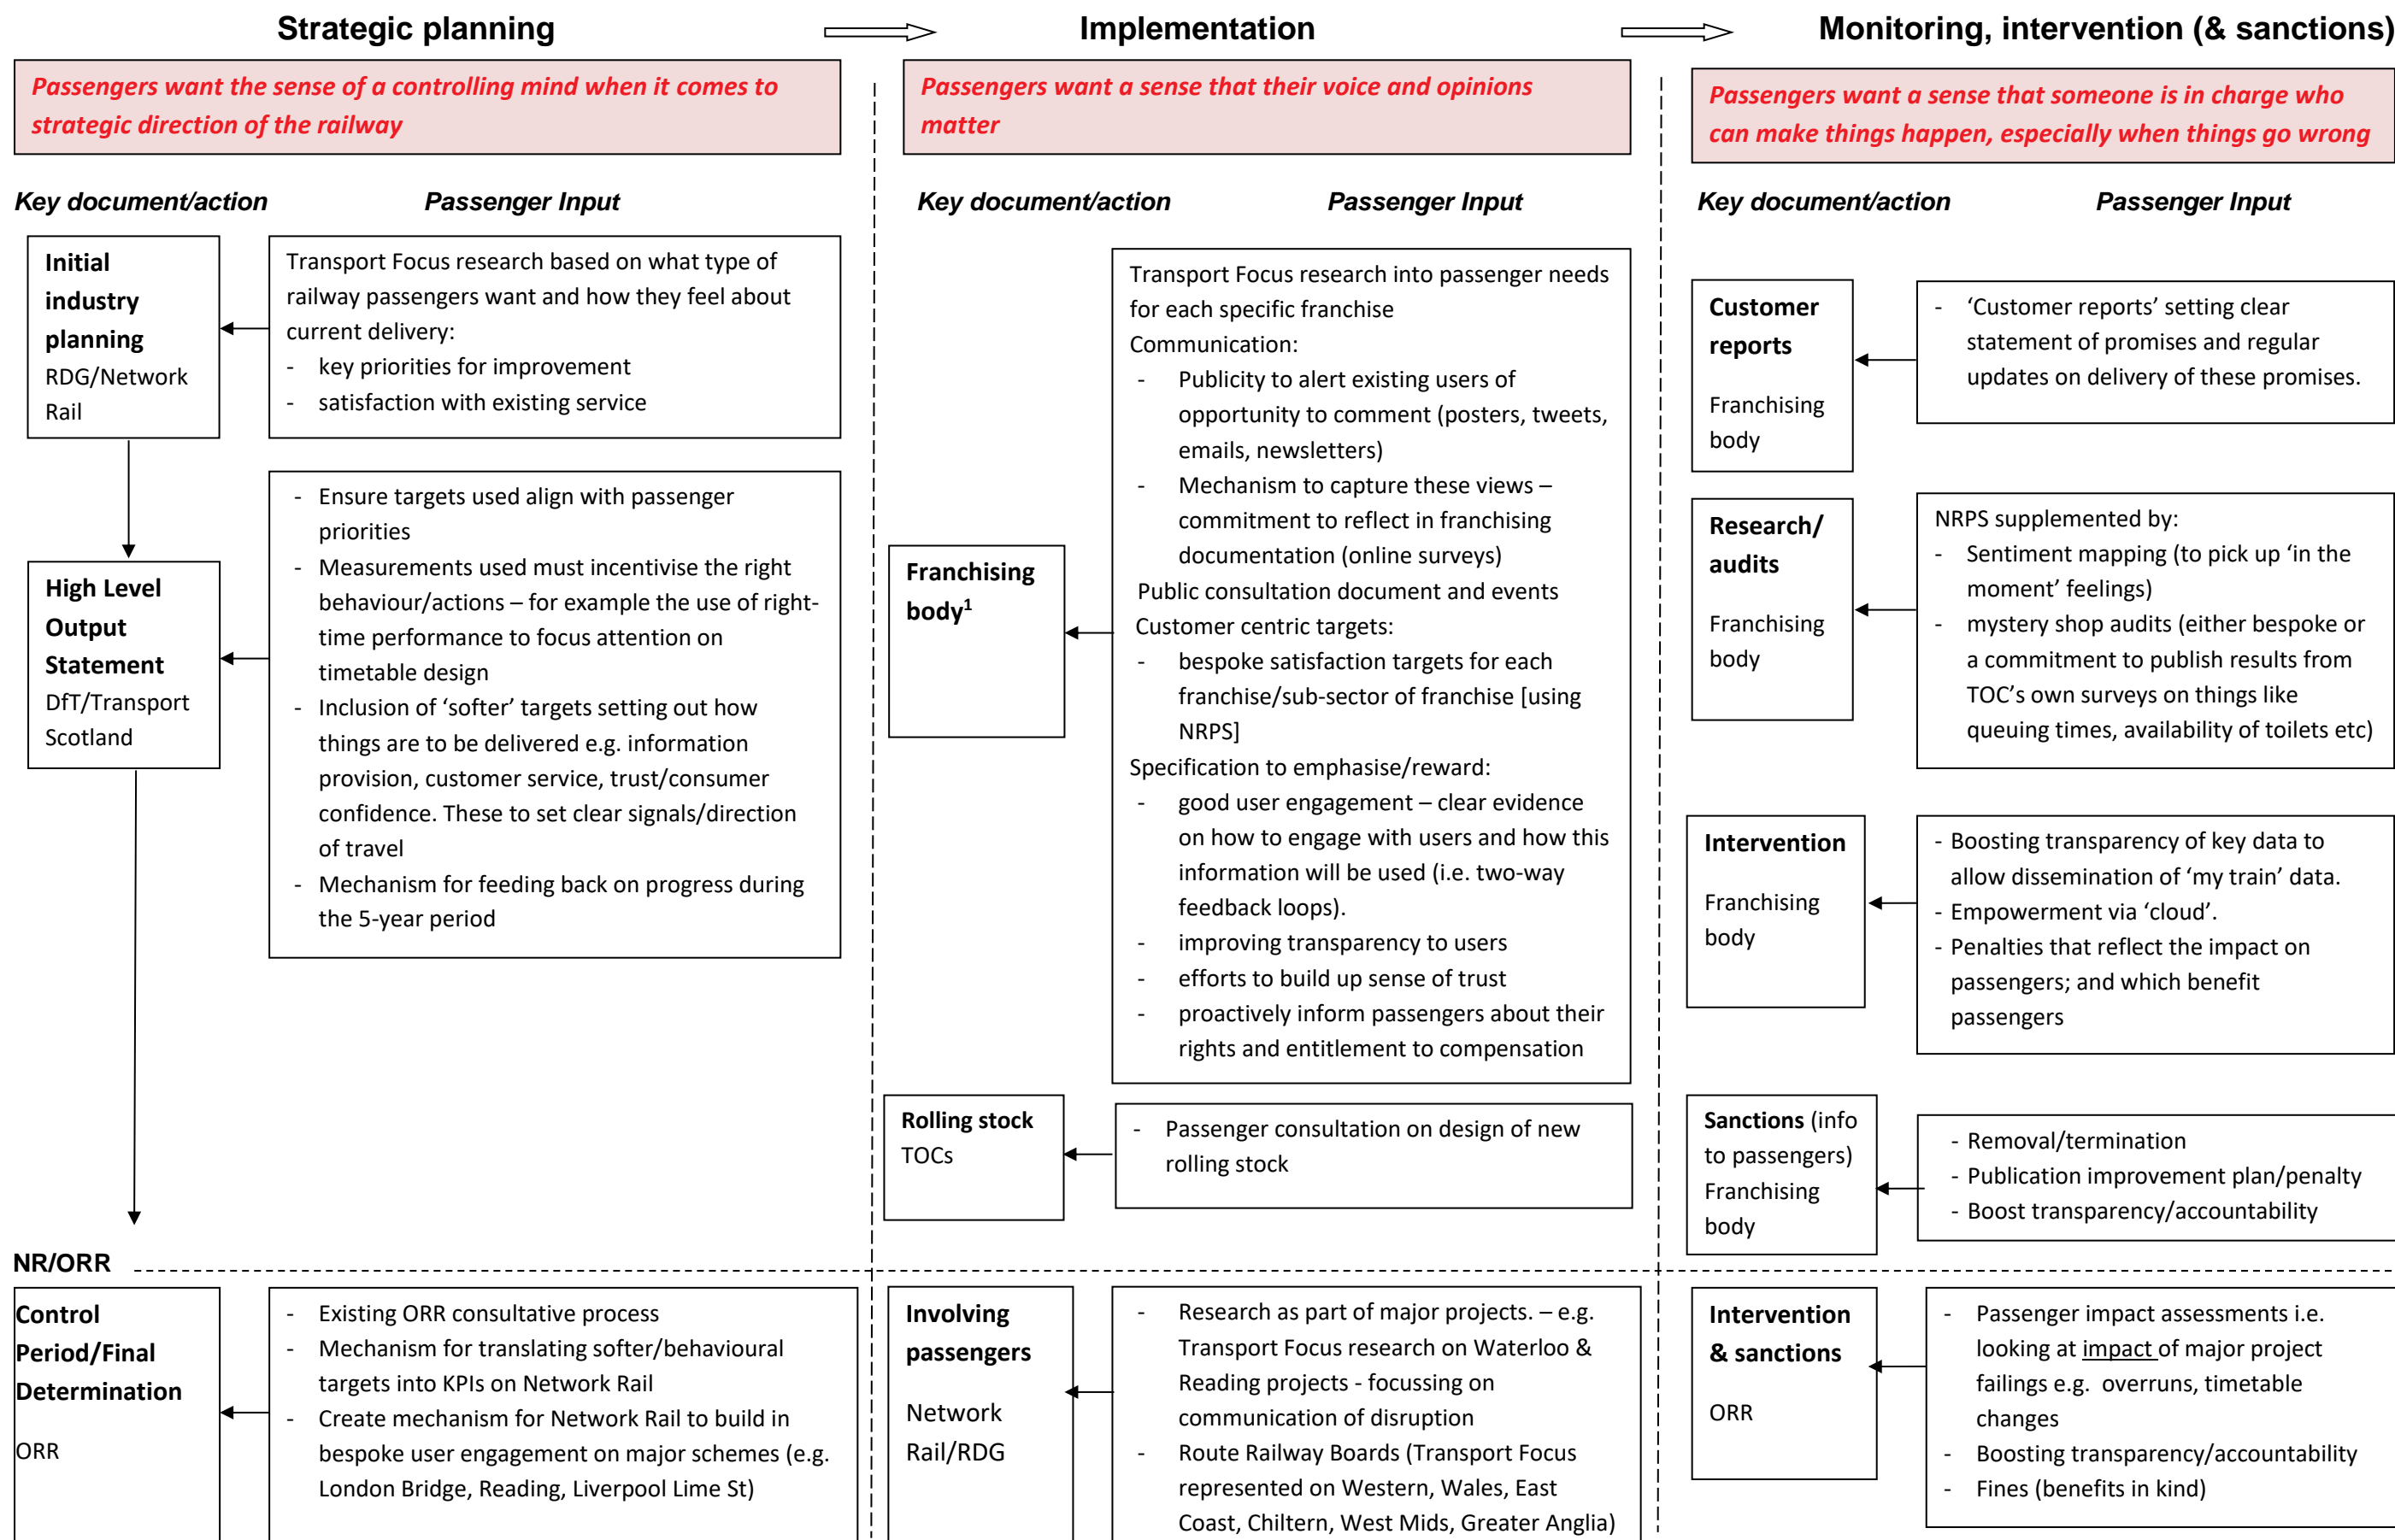 Strategic planning
Passengers want the sense of a controlling mind when it comes to
strategic direction of the railway
Key document/action
Passenger Input
Initial
industry
planning
RDG/Network
Rail
Transport Focus research based on what type of
railway passengers want and how they feel about
current delivery:
- key priorities for improvement
- satisfaction with existing service
High Level
Output
Statement
DfT/Transport
Scotland
- Ensure targets used align with passenger
priorities
- Measurements used must incentivise the right
behaviour/actions – for example the use of right-
time performance to focus attention on
timetable design
- Inclusion of ‘softer’ targets setting out how
things are to be delivered e.g. information
provision, customer service, trust/consumer
confidence. These to set clear signals/direction
of travel
- Mechanism for feeding back on progress during
the 5-year period
Implementation
Passengers want a sense that their voice and opinions
matter
Key document/action
Passenger Input
Franchising
body1
Transport Focus research into passenger needs
for each specific franchise
Communication:
- Publicity to alert existing users of
opportunity to comment (posters, tweets,
emails, newsletters)
- Mechanism to capture these views –
commitment to reflect in franchising
documentation (online surveys)
Public consultation document and events
Customer centric targets:
- bespoke satisfaction targets for each
franchise/sub-sector of franchise [using
NRPS]
Specification to emphasise/reward:
- good user engagement – clear evidence
on how to engage with users and how this
information will be used (i.e. two-way
feedback loops).
- improving transparency to users
- efforts to build up sense of trust
- proactively inform passengers about their
rights and entitlement to compensation
Rolling stock
TOCs
- Passenger consultation on design of new
rolling stock
Monitoring, intervention (& sanctions)
Passengers want a sense that someone is in charge who
can make things happen, especially when things go wrong
Key document/action
Passenger Input
Customer
reports
Franchising
body
- ‘Customer reports’ setting clear
statement of promises and regular
updates on delivery of these promises.
Research/
audits
Franchising
body
NRPS supplemented by:
- Sentiment mapping (to pick up ‘in the
moment’ feelings)
- mystery shop audits (either bespoke or
a commitment to publish results from
TOC’s own surveys on things like
queuing times, availability of toilets etc)
Intervention
Franchising
body
- Boosting transparency of key data to
allow dissemination of ‘my train’ data.
- Empowerment via ‘cloud’.
- Penalties that reflect the impact on
passengers; and which benefit
passengers
Sanctions (info
to passengers)
Franchising
body
- Removal/termination
- Publication improvement plan/penalty
- Boost transparency/accountability
NR/ORR
Control
Period/Final
Determination
ORR
- Existing ORR consultative process
- Mechanism for translating softer/behavioural
targets into KPIs on Network Rail
- Create mechanism for Network Rail to build in
bespoke user engagement on major schemes (e.g.
London Bridge, Reading, Liverpool Lime St)
Involving
passengers
Network
Rail/RDG
- Research as part of major projects. – e.g.
Transport Focus research on Waterloo &
Reading projects - focussing on
communication of disruption
- Route Railway Boards (Transport Focus
represented on Western, Wales, East
Coast, Chiltern, West Mids, Greater Anglia)
Intervention
& sanctions
ORR
- Passenger impact assessments i.e.
looking at impact of major project
failings e.g. overruns, timetable
changes
- Boosting transparency/accountability
- Fines (benefits in kind)